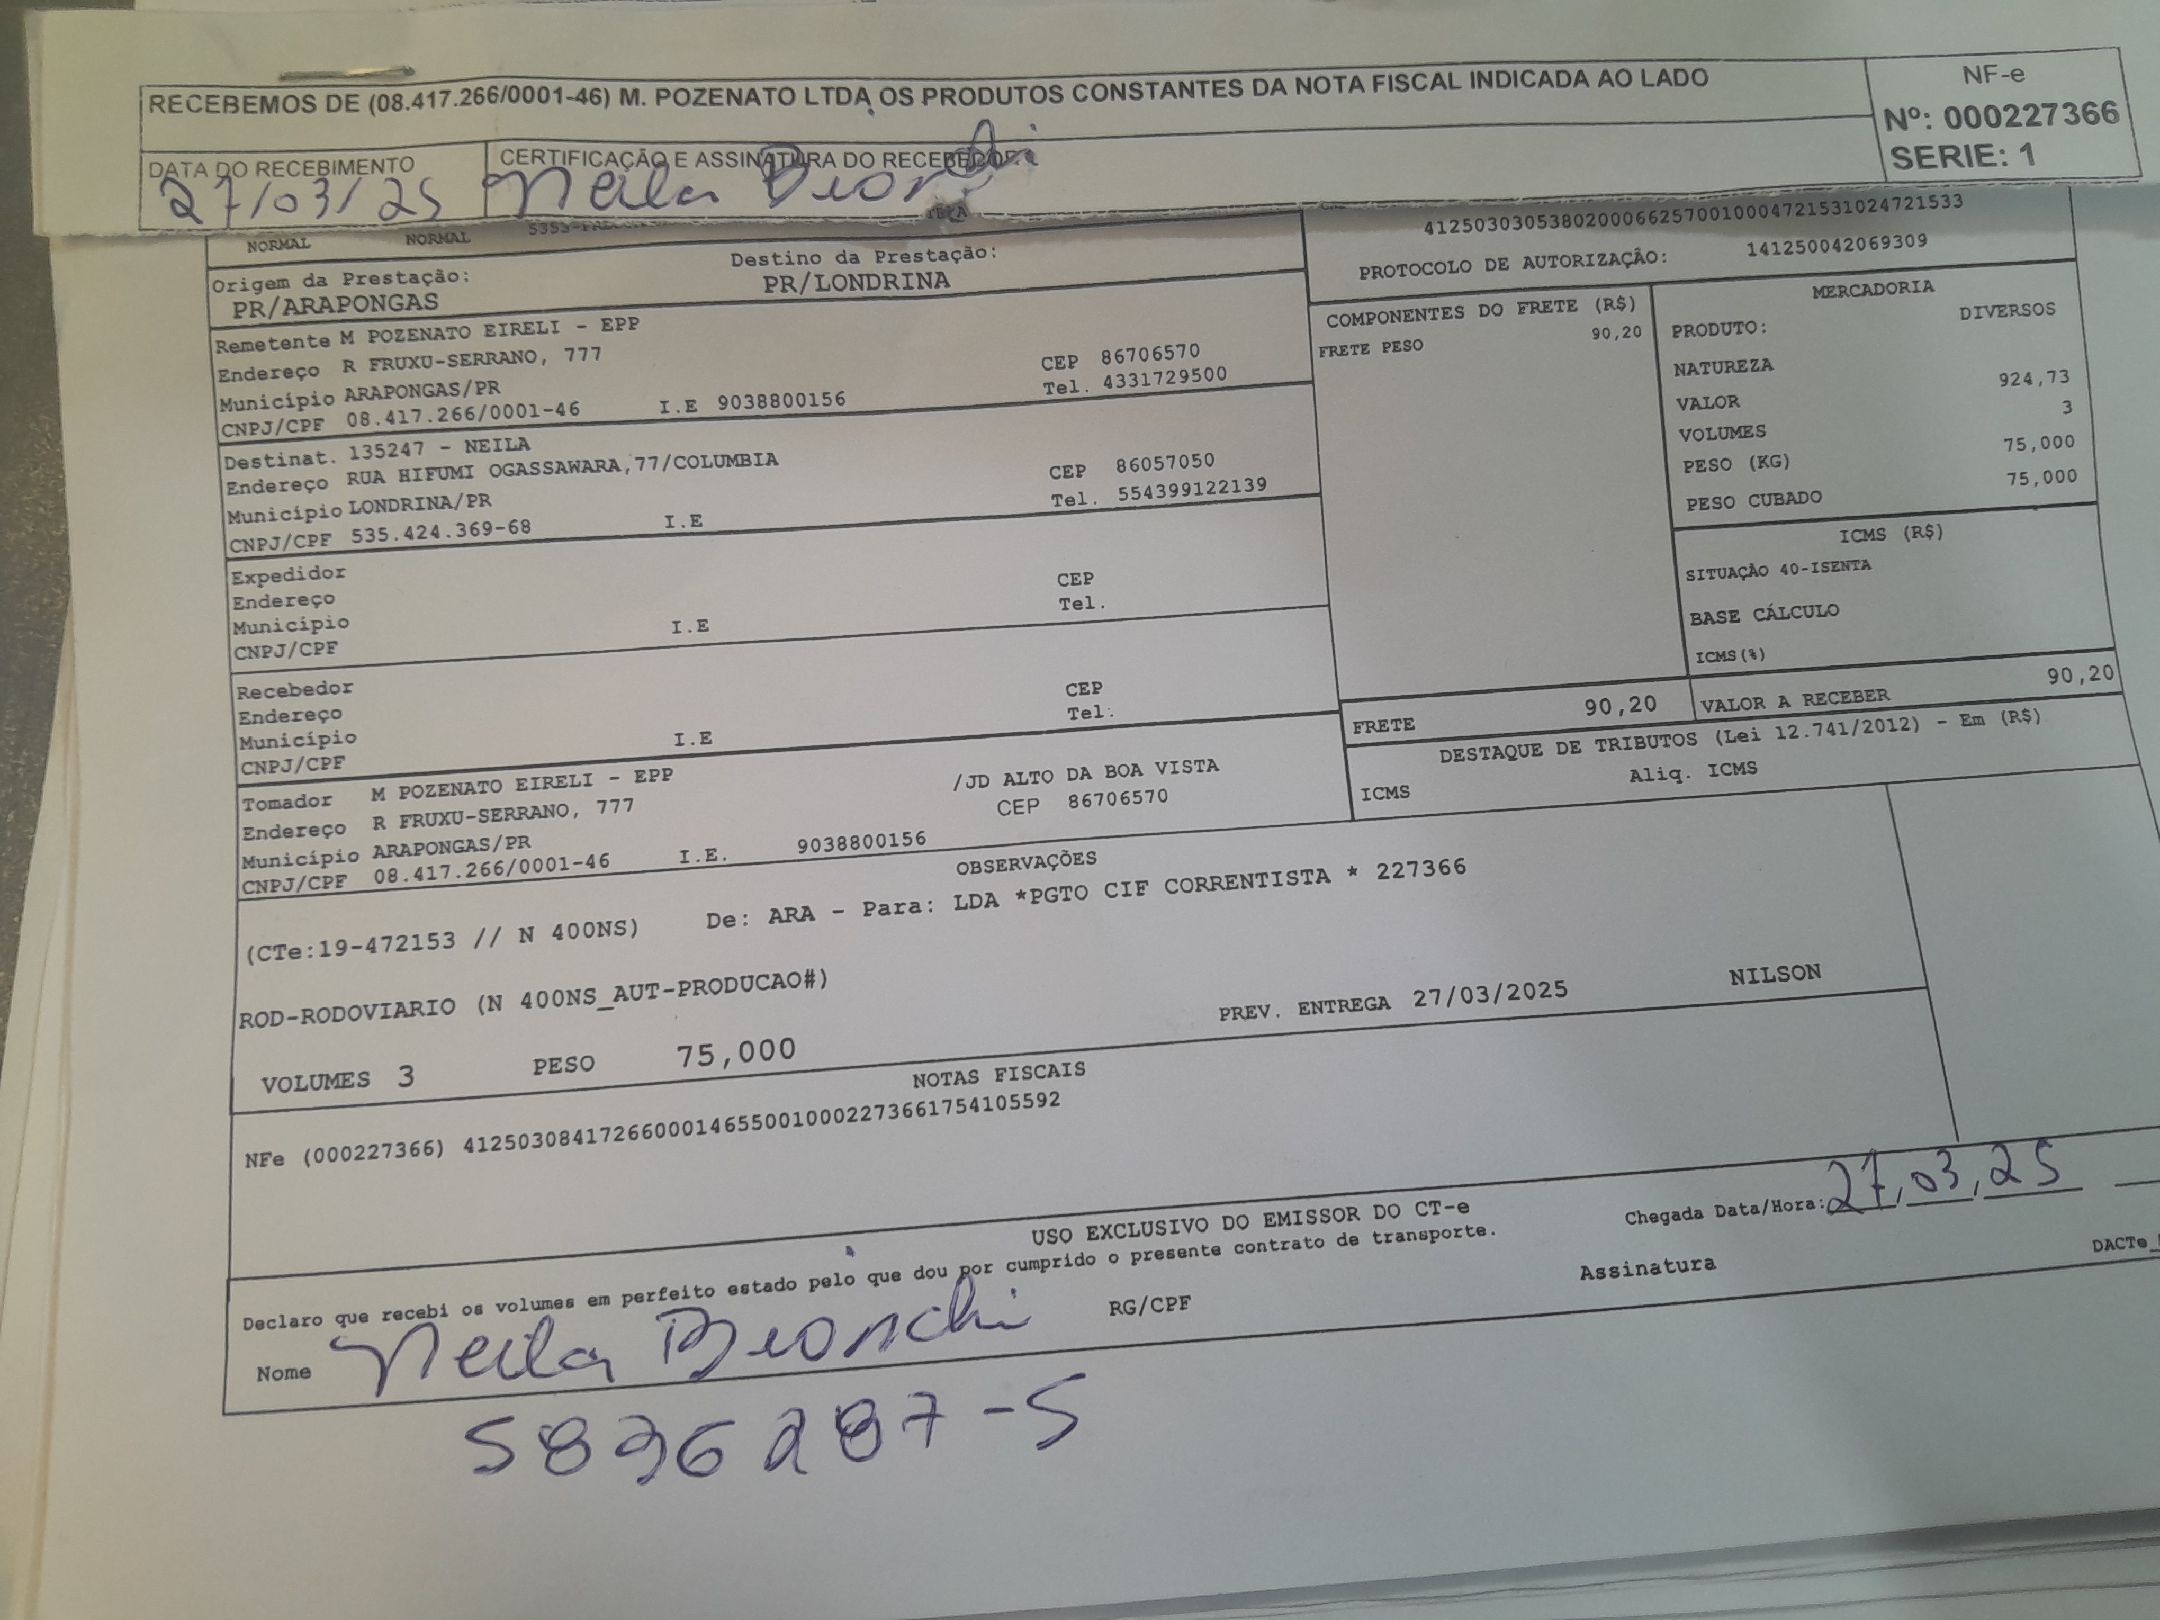 RECEBEMOS DE (08.417.266/0001-46) M. POZENATO LTDA OS PRODUTOS CONSTANTES DA NOTA FISCAL INDICADA AO LADO
NF-e
Nº: 000227366
SERIE: 1
DATA DO RECEBIMENTO
27/03/25
CERTIFICAÇÃO E ASSINATURA DO RECEBEDOR
Neila Bionchi
NORMAL NORMAL
41250303053802000662570010004721531024721533
PROTOCOLO DE AUTORIZAÇÃO: 141250042069309
Origem da Prestação: Destino da Prestação:
PR/ARAPONGAS PR/LONDRINA
Remetente M POZENATO EIRELI - EPP
Endereço R FRUXU-SERRANO, 777 CEP 86706570
Município ARAPONGAS/PR Tel. 4331729500
CNPJ/CPF 08.417.266/0001-46 I.E 9038800156
Destinat. 135247 - NEILA
Endereço RUA HIFUMI OGASSAWARA,77/COLUMBIA CEP 86057050
Município LONDRINA/PR Tel. 554399122139
CNPJ/CPF 535.424.369-68 I.E
Expedidor
Endereço CEP
Município Tel.
CNPJ/CPF I.E
Recebedor
Endereço CEP
Município Tel.
CNPJ/CPF I.E
Tomador M POZENATO EIRELI - EPP
Endereço R FRUXU-SERRANO, 777 /JD ALTO DA BOA VISTA
Município ARAPONGAS/PR CEP 86706570
CNPJ/CPF 08.417.266/0001-46 I.E. 9038800156
COMPONENTES DO FRETE (R$)
FRETE PESO 90,20
MERCADORIA
PRODUTO: DIVERSOS
NATUREZA
VALOR 924,73
VOLUMES 3
PESO (KG) 75,000
PESO CUBADO 75,000
ICMS (R$)
SITUAÇÃO 40-ISENTA
BASE CÁLCULO
ICMS(%)
FRETE 90,20 VALOR A RECEBER 90,20
DESTAQUE DE TRIBUTOS (Lei 12.741/2012) - Em (R$)
ICMS Aliq. ICMS
OBSERVAÇÕES
(CTe:19-472153 // N 400NS) De: ARA - Para: LDA *PGTO CIF CORRENTISTA * 227366
ROD-RODOVIARIO (N 400NS_AUT-PRODUCAO#)
PREV. ENTREGA 27/03/2025 NILSON
VOLUMES 3 PESO 75,000
NOTAS FISCAIS
NFe (000227366) 41250308417266000146550010002273661754105592
USO EXCLUSIVO DO EMISSOR DO CT-e
Declaro que recebi os volumes em perfeito estado pelo que dou por cumprido o presente contrato de transporte.
Chegada Data/Hora: 27,03,25
Nome Neila Bionchi RG/CPF Assinatura
DACTe_
5836287-5